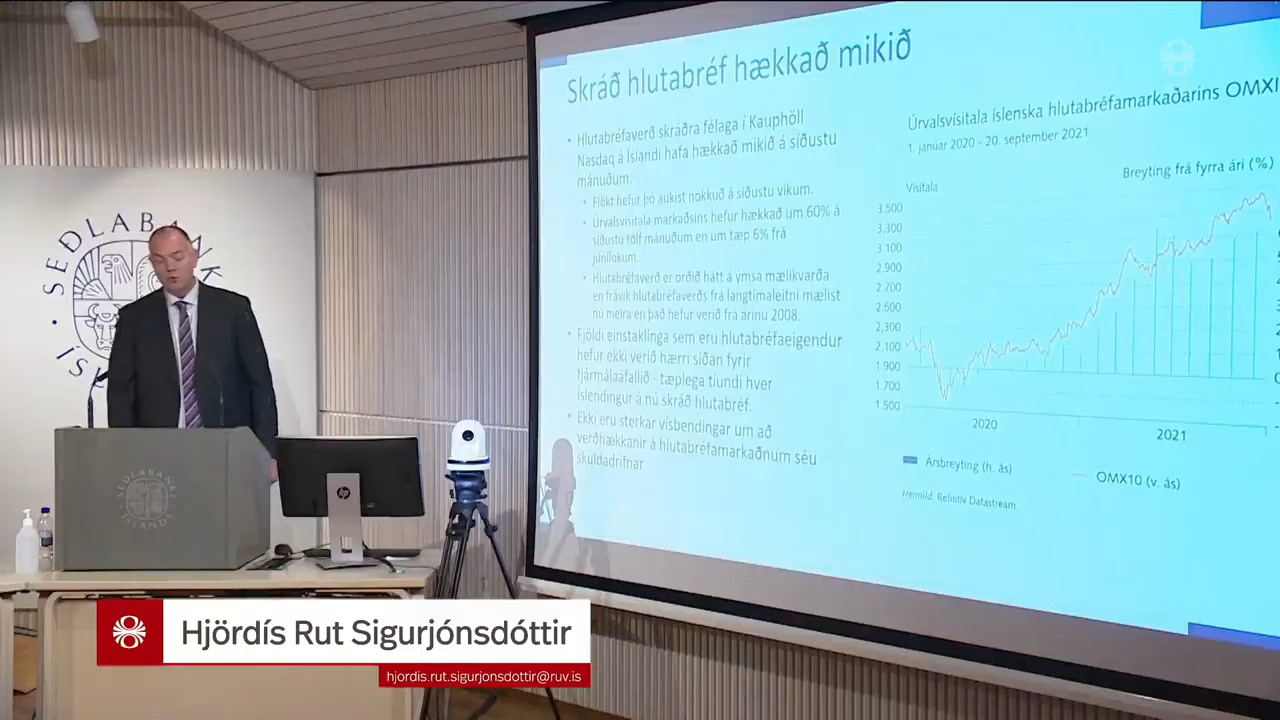 Skráð hlutabréf hækkað mikið
• Hlutabréfaverð skráðra félaga í Kauphöll
Nasdaq á Íslandi hafa hækkað mikið á síðustu
mánuðum.
• Flökt hefur þó aukist nokkuð á síðustu vikum.
• Úrvalsvísitala markaðsins hefur hækkað um 60% á
síðustu tólf mánuðum en um tæp 6% frá
júnílokum.
• Hlutabréfaverð er orðið hátt á ýmsa mælikvarða
en frávik hlutabréfaverðs frá langtímaleitni mælist
nú meira en það hefur verið frá árinu 2008.
• Fjöldi einstaklinga sem eru hlutabréfaeigendur
hefur ekki verið hærri síðan fyrir
fjármálaáfallið - tæplega tíundi hver
Íslendingur á nú skráð hlutabréf.
• Ekki eru sterkar vísbendingar um að
verðhækkanir á hlutabréfamarkaðnum séu
skuldadrifnar
Úrvalsvísitala íslenska hlutabréfamarkaðarins OMXI
1. janúar 2020 - 20. september 2021
Vísitala
Breyting frá fyrra ári (%)
3.500
3.300
3.100
2.900
2.700
2.500
2.300
2.100
1.900
1.700
1.500
2020
2021
Ársbreyting (h. ás)
OMX10 (v. ás)
Heimild: Refinitiv Datastream.
SEÐLABANK
ÍS
SEÐLABANKI
ÍSLANDS
hp
Hjördís Rut Sigurjónsdóttir
hjordis.rut.sigurjonsdottir@ruv.is